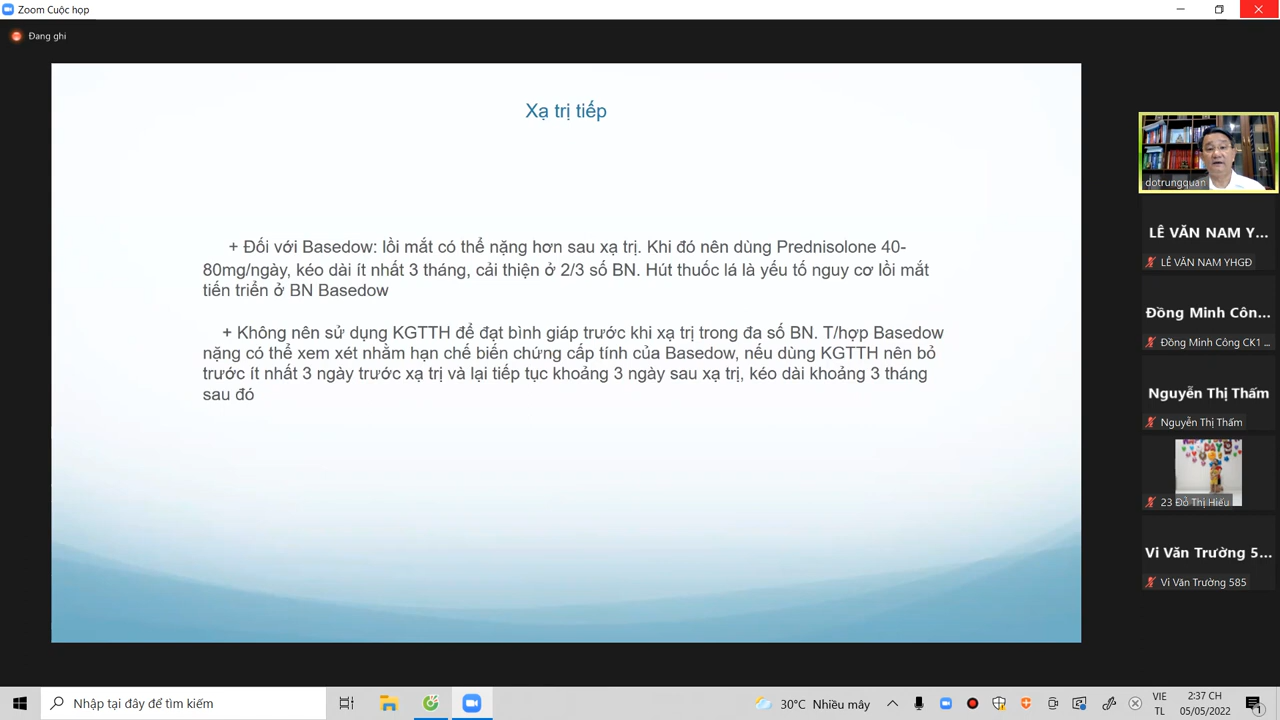 Zoom Cuộc họp
Đang ghi
Xạ trị tiếp
+ Đối với Basedow: lồi mắt có thể nặng hơn sau xạ trị. Khi đó nên dùng Prednisolone 40-
80mg/ngày, kéo dài ít nhất 3 tháng, cải thiện ở 2/3 số BN. Hút thuốc lá là yếu tố nguy cơ lồi mắt
tiến triển ở BN Basedow
+ Không nên sử dụng KGTTH để đạt bình giáp trước khi xạ trị trong đa số BN. T/hợp Basedow
nặng có thể xem xét nhằm hạn chế biến chứng cấp tính của Basedow, nếu dùng KGTTH nên bỏ
trước ít nhất 3 ngày trước xạ trị và lại tiếp tục khoảng 3 ngày sau xạ trị, kéo dài khoảng 3 tháng
sau đó
dotrungquan
LÊ VĂN NAM Y...
LÊ VĂN NAM YHGĐ
Đồng Minh Côn...
Đồng Minh Công CK1 ...
Nguyễn Thị Thấm
Nguyễn Thị Thấm
23 Đỗ Thị Hiếu
Vi Văn Trường 5...
Vi Văn Trường 585
Nhập tại đây để tìm kiếm
30°C Nhiều mây
VIE
TL
2:37 CH
05/05/2022
1